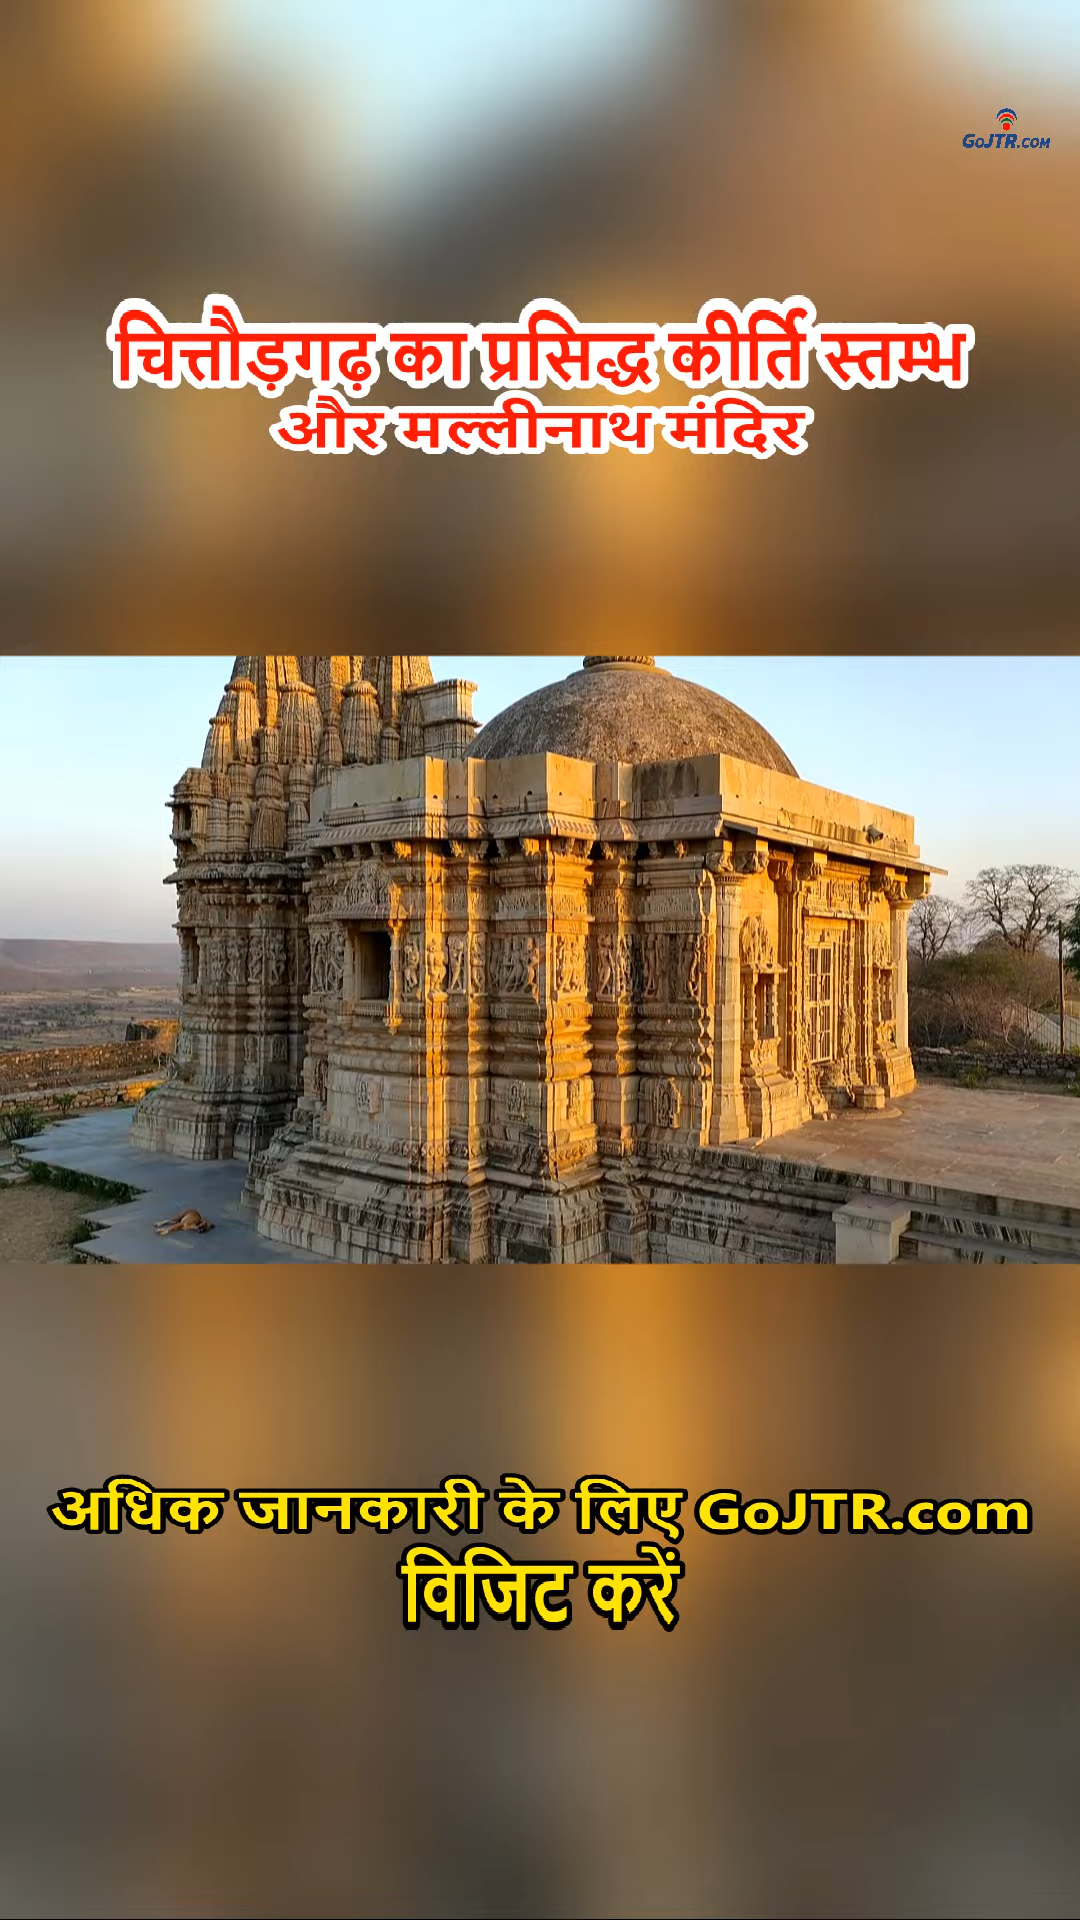 GoJTR.com
चित्तौड़गढ़ का प्रसिद्ध कीर्ति स्तम्भ
और मल्लीनाथ मंदिर
अधिक जानकारी के लिए GoJTR.com
विजिट करें